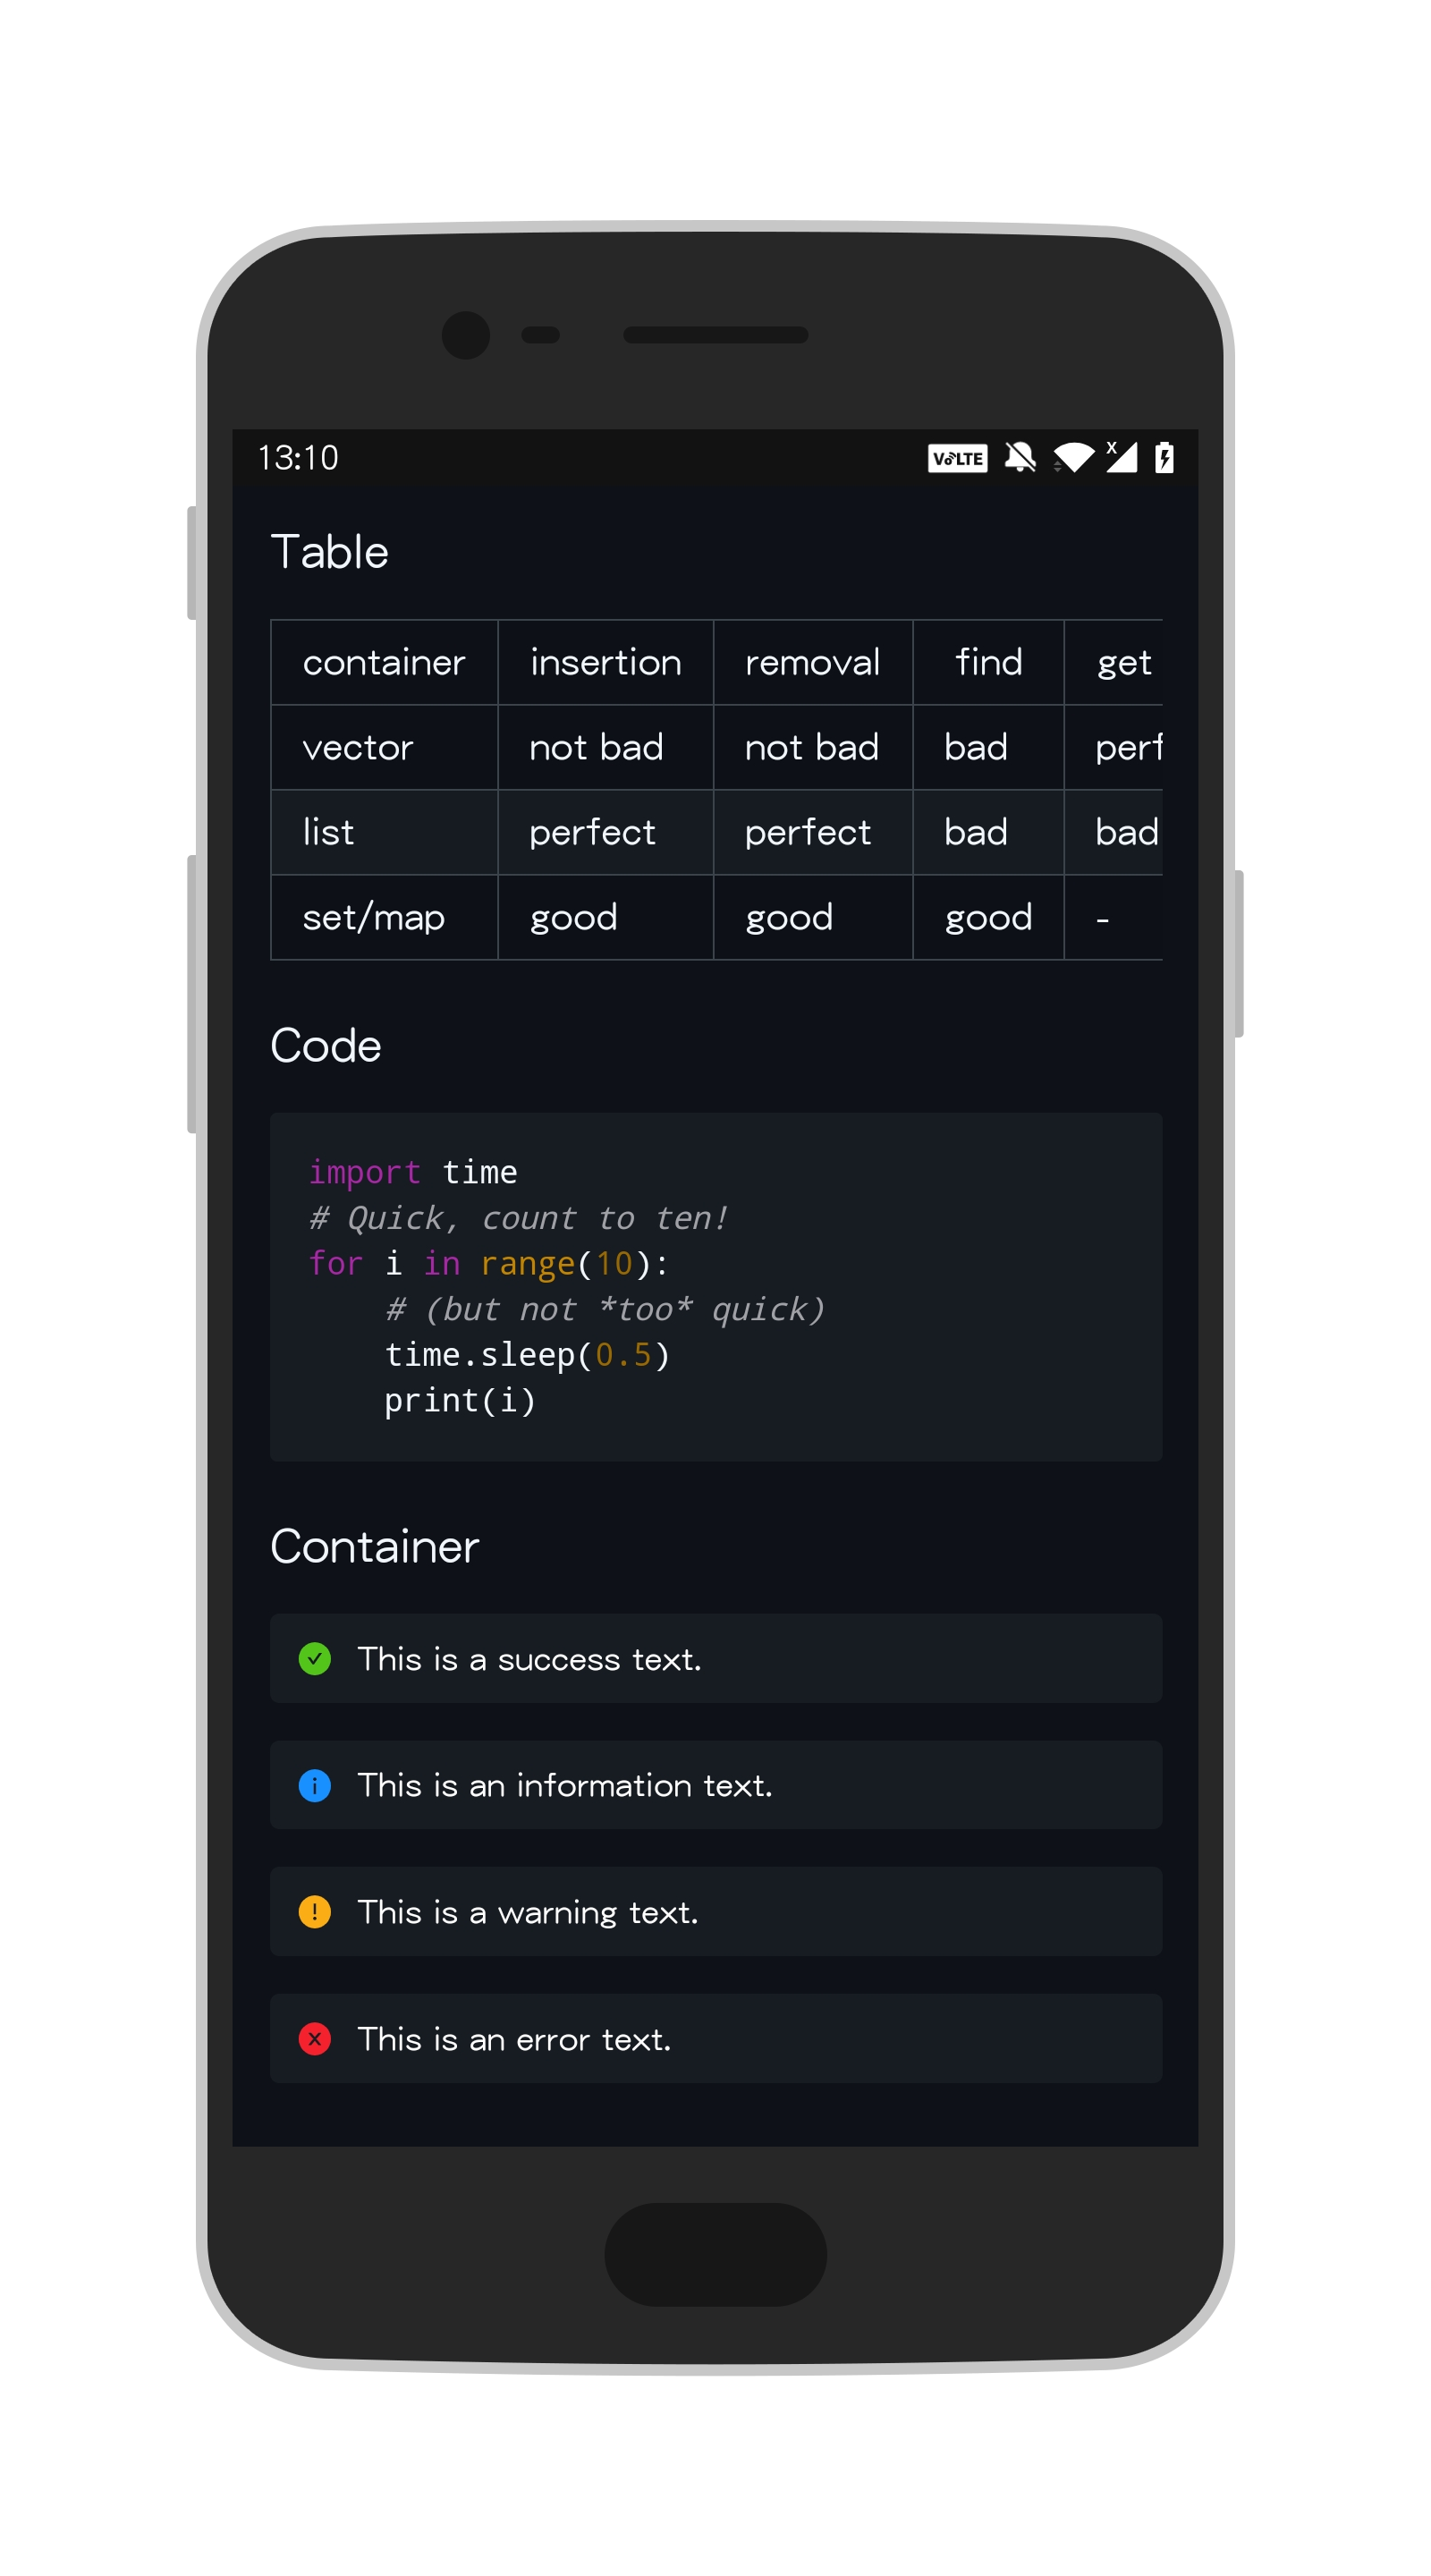 13:10 VoLTE
Table
container insertion removal find get
vector not bad not bad bad perf
list perfect perfect bad bad
set/map good good good -
Code
import time
# Quick, count to ten!
for i in range(10):
    # (but not *too* quick)
    time.sleep(0.5)
    print(i)
Container
This is a success text.
This is an information text.
This is a warning text.
This is an error text.